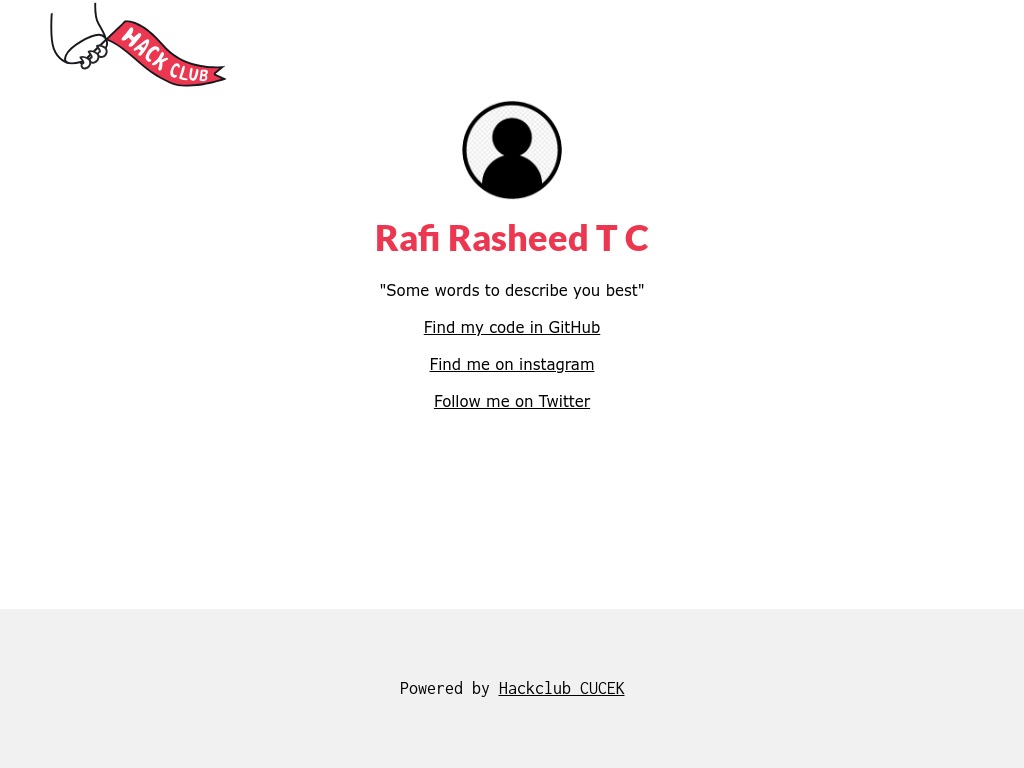 HACK CLUB
Rafi Rasheed T C
"Some words to describe you best"
Find my code in GitHub
Find me on instagram
Follow me on Twitter
Powered by Hackclub CUCEK